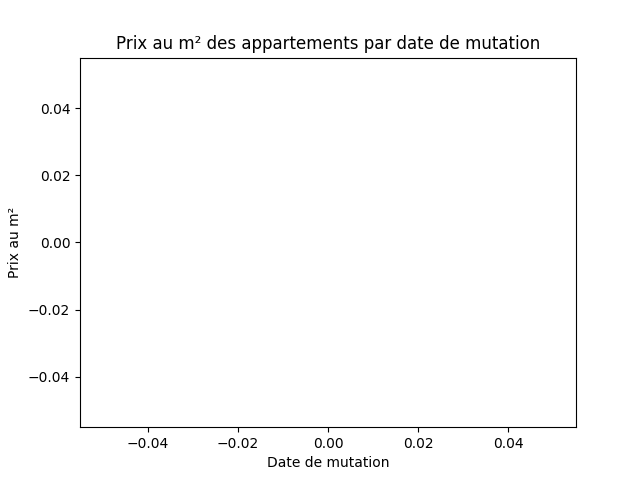 Prix au m² des appartements par date de mutation
0.04
0.02
0.00
−0.02
−0.04
Prix au m²
−0.04 −0.02 0.00 0.02 0.04
Date de mutation